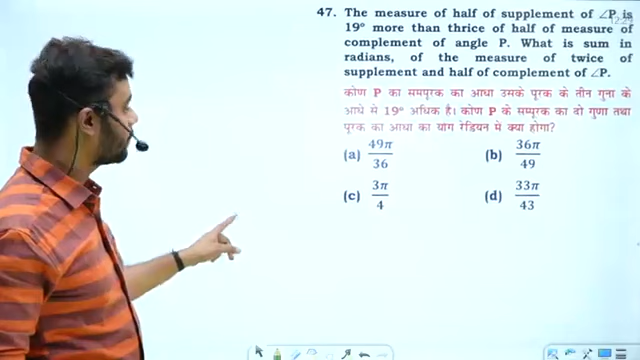 47. The measure of half of supplement of ∠P is
19° more than thrice of half of measure of
complement of angle P. What is sum in
radians, of the measure of twice of
supplement and half of complement of ∠P.
कोण P का समपूरक का आधा उसके पूरक के तीन गुना के
आधे से 19° अधिक है। कोण P के सम्पूरक का दो गुणा तथा
पूरक का आधा का योग रेडियन मे क्या होगा?
(a) 49π/36 (b) 36π/49
(c) 3π/4 (d) 33π/43